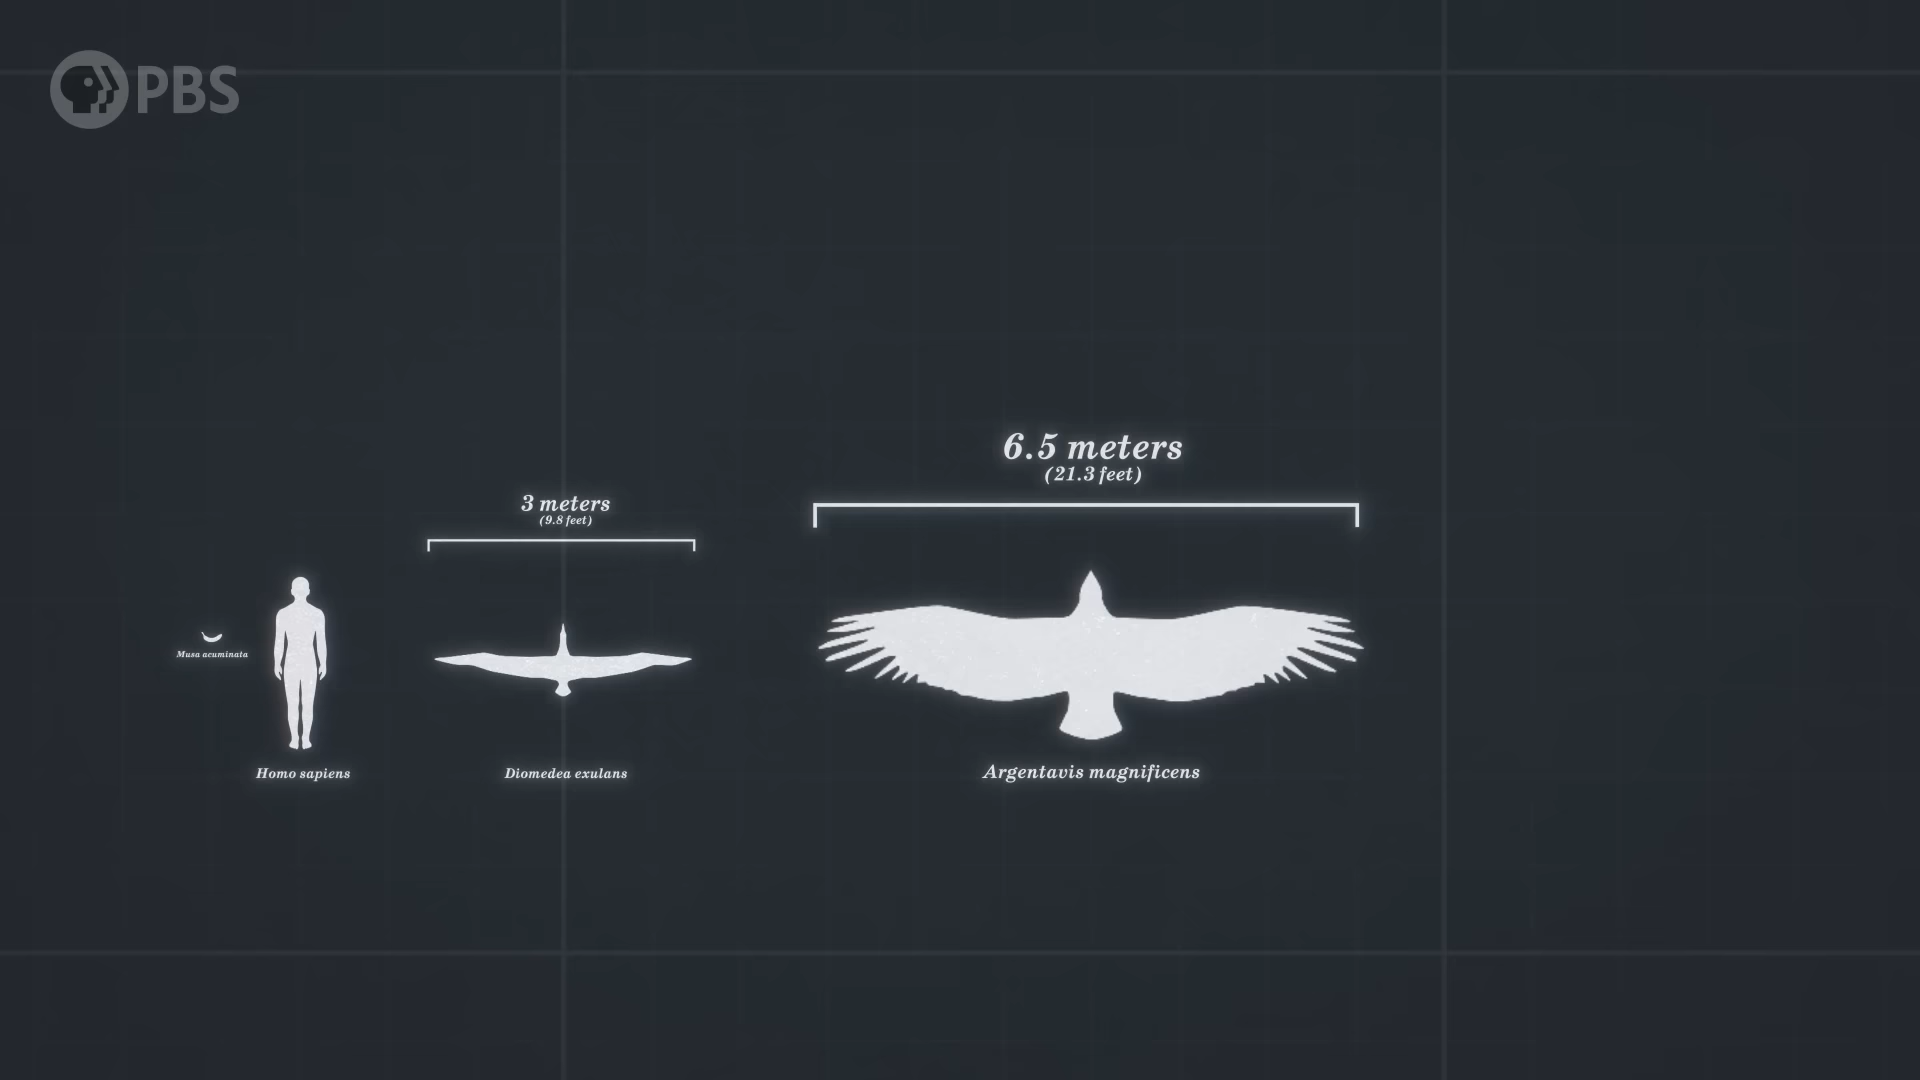 PBS
6.5 meters
(21.3 feet)
3 meters
(9.8 feet)
Musa acuminata
Homo sapiens
Diomedea exulans
Argentavis magnificens